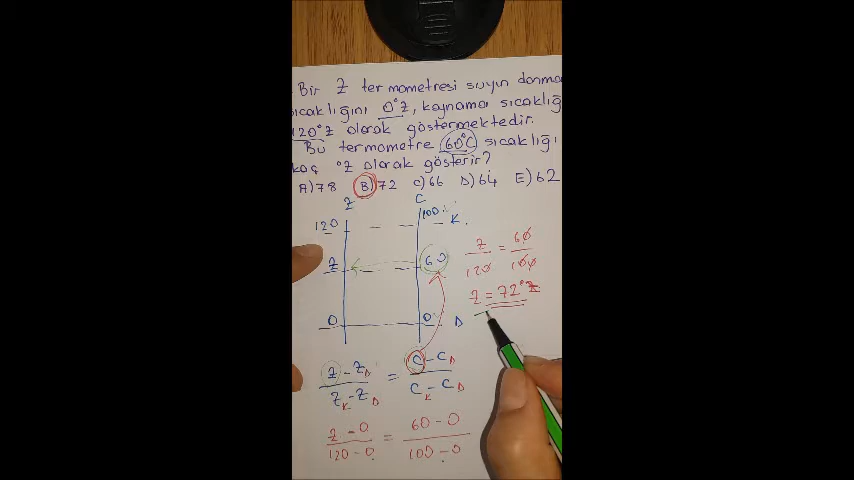 Bir Z termometresi suyun donma
sıcaklığını 0°Z, kaynama sıcaklığı
120°Z olarak göstermektedir.
Bu termometre 60°C sıcaklığı
kaç °Z olarak gösterir?
A) 78 B) 72 C) 66 D) 64 E) 62
Z C
120 100 K
Z 60
0 0 D
Z/120 = 60/100
Z = 72°Z
Z - Z_D / Z_K - Z_D = C - C_D / C_K - C_D
Z - 0 / 120 - 0 = 60 - 0 / 100 - 0